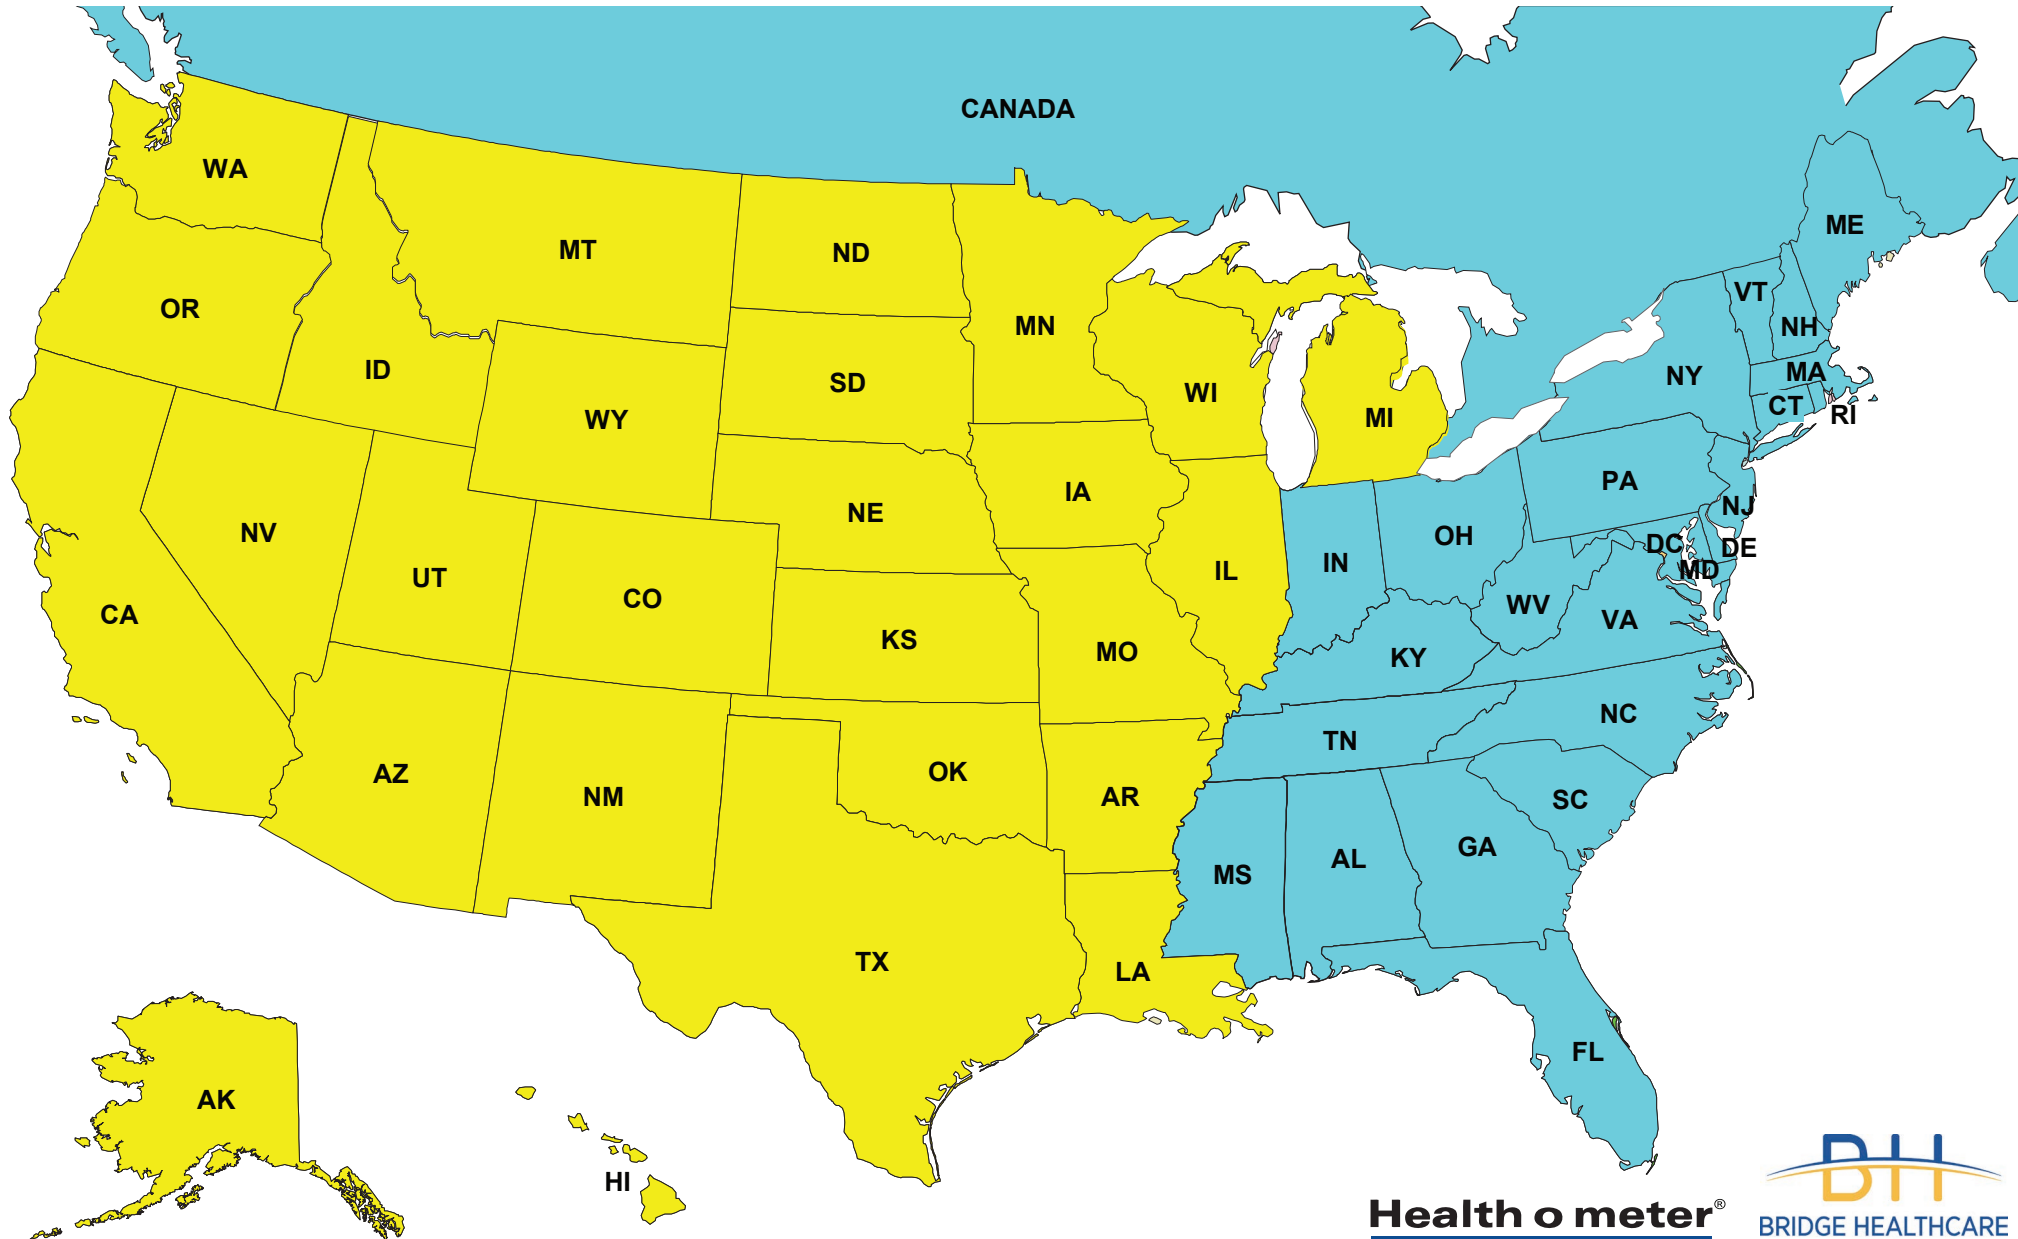 CANADA
WA
MT
ND
MN
ME
OR
ID
SD
WI
MI
NY
VT
NH
MA
CT
RI
WY
IA
PA
NJ
NV
NE
IL
IN
OH
DC
DE
MD
UT
CO
KS
MO
WV
VA
CA
KY
NC
AZ
NM
OK
AR
TN
SC
MS
AL
GA
TX
LA
FL
AK
HI
Health o meter®
BH
BRIDGE HEALTHCARE